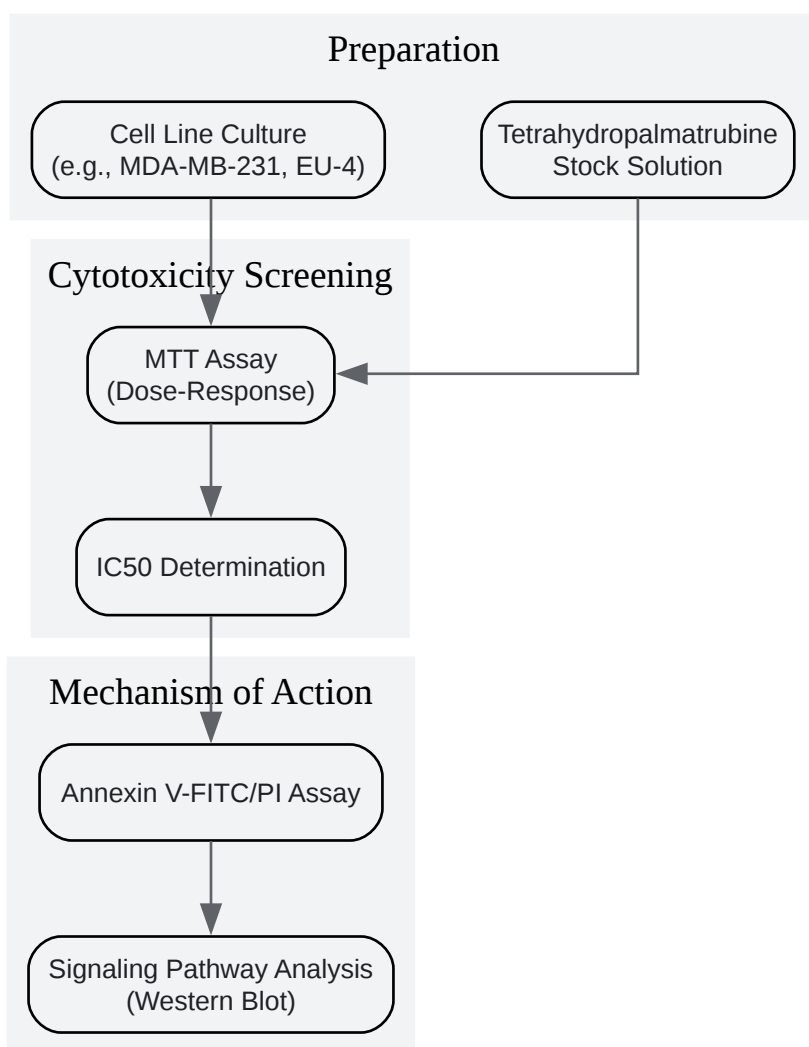 Preparation
Cell Line Culture
(e.g., MDA-MB-231, EU-4)
Tetrahydropalmatrubine
Stock Solution
Cytotoxicity Screening
MTT Assay
(Dose-Response)
IC50 Determination
Mechanism of Action
Annexin V-FITC/PI Assay
Signaling Pathway Analysis
(Western Blot)